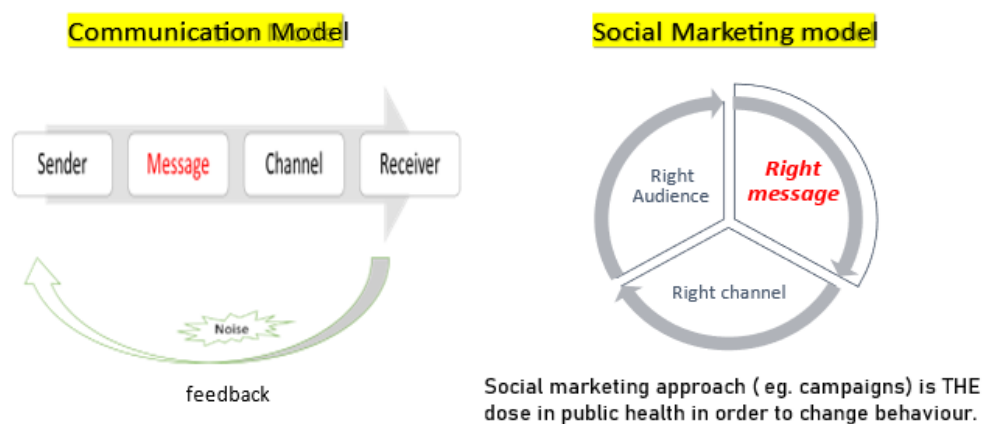 Communication Model
Social Marketing model
Sender
Message
Channel
Receiver
Noise
feedback
Right
Audience
Right
message
Right channel
Social marketing approach ( eg. campaigns) is THE
dose in public health in order to change behaviour.